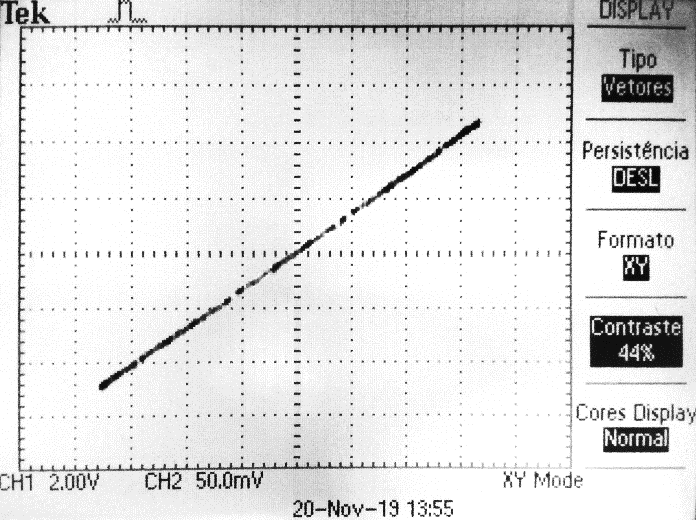 Tek
DISPLAY
Tipo
Vetores
Persistência
DESL
Formato
XY
Contraste
44%
Cores Display
Normal
CH1 2.00V CH2 50.0mV XY Mode
20-Nov-19 13:55